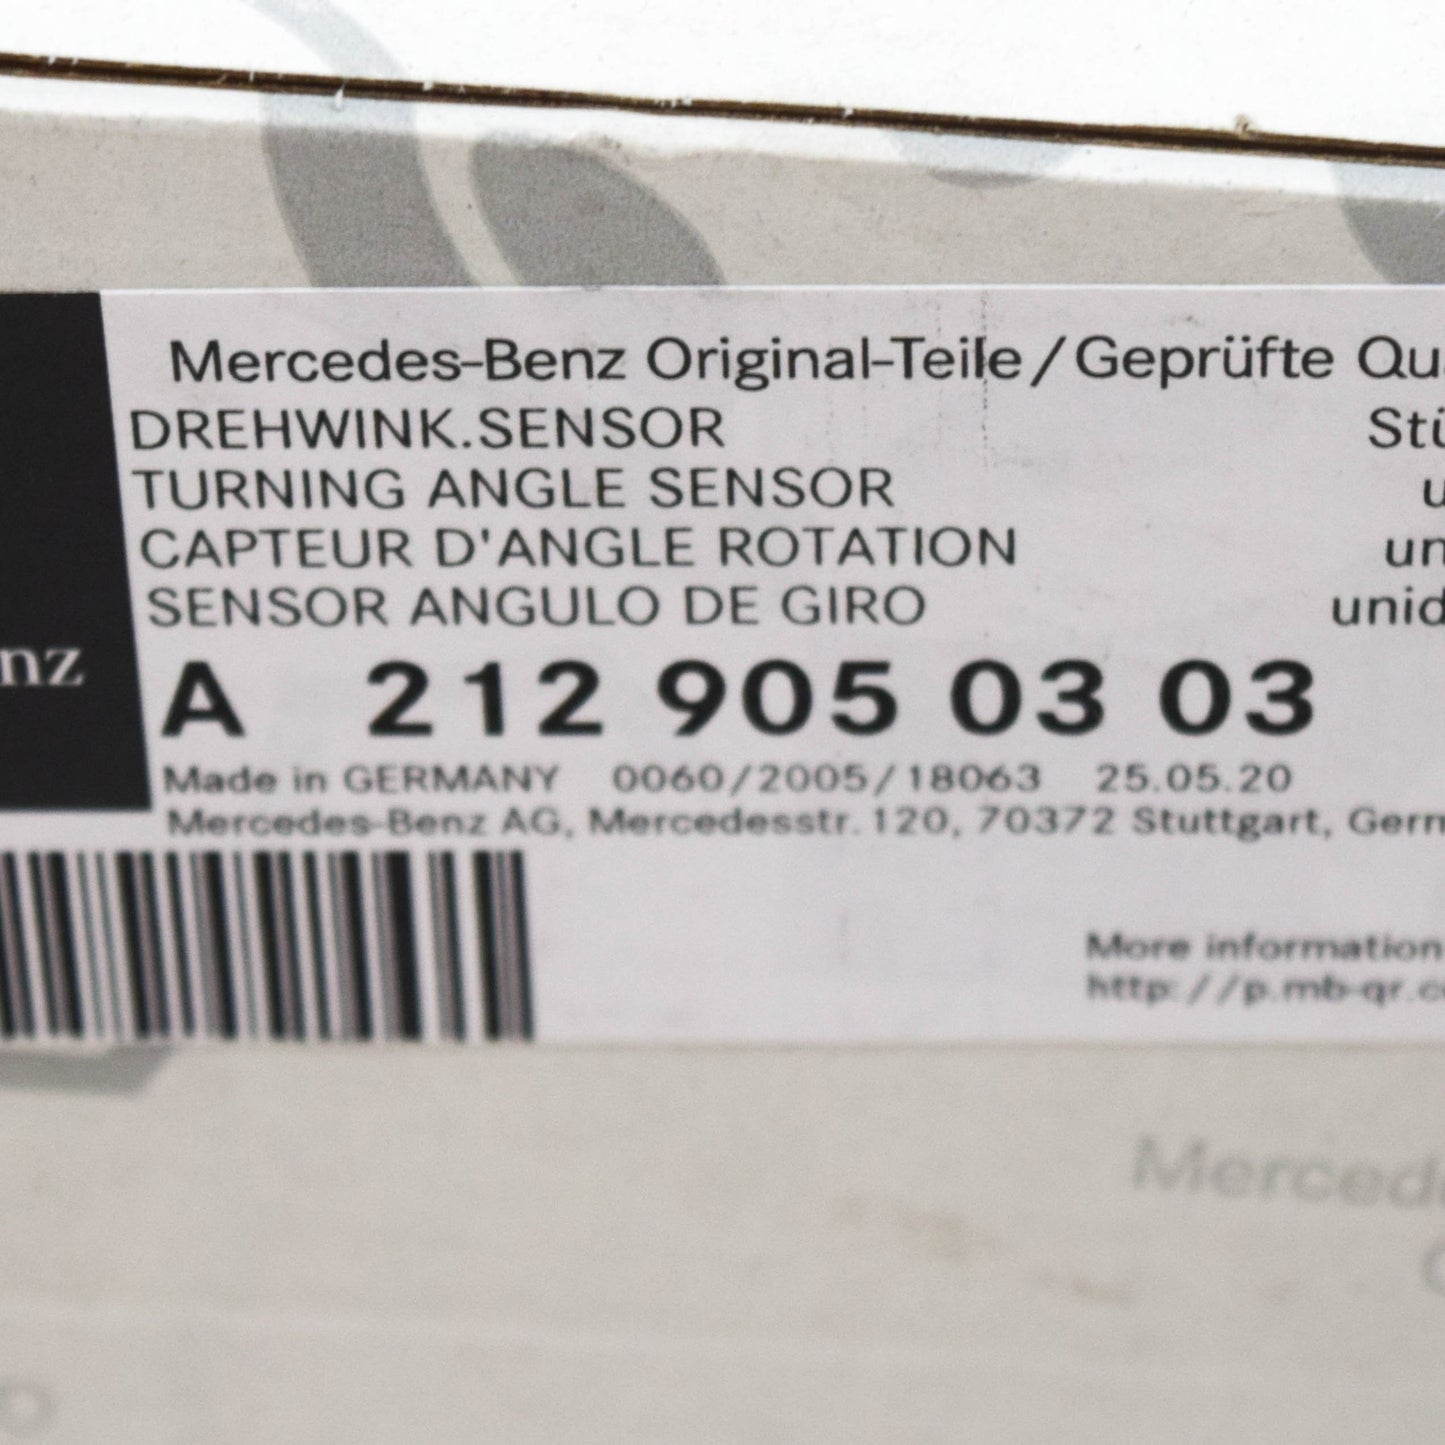 Mercedes-Benz Original-Teile/Geprüfte
DREHWINK.SENSOR
TURNING ANGLE SENSOR
CAPTEUR D'ANGLE ROTATION
SENSOR ANGULO DE GIRO
nz
A 212 905 03 03
Made in GERMANY 0060/2005/18063 25.05.20
Mercedes-Benz AG, Mercedesstr. 120, 70372 Stuttgart,
More information
http://p.mb-qr.c